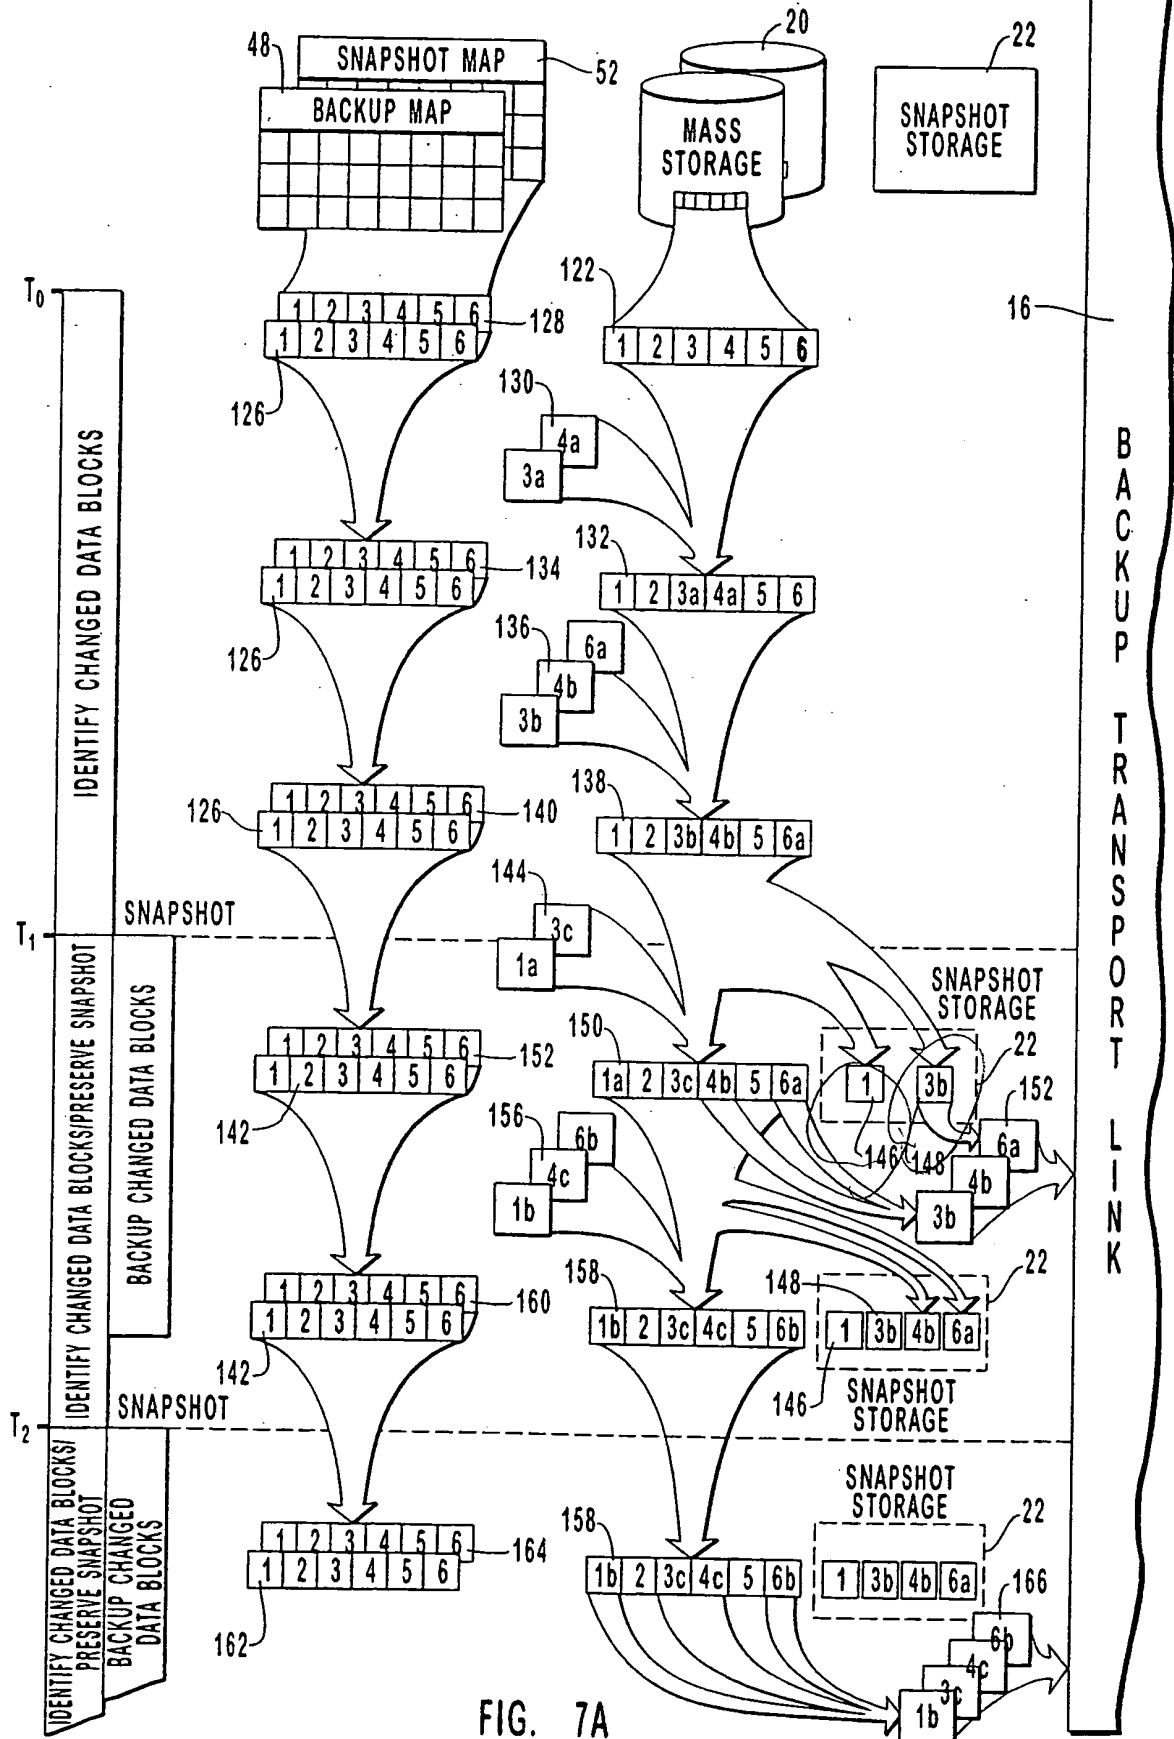 48
SNAPSHOT MAP
52
BACKUP MAP
20
MASS
STORAGE
22
SNAPSHOT
STORAGE
T0
1 2 3 4 5 6
128
1 2 3 4 5 6
126
122
1 2 3 4 5 6
16
130
4a
3a
IDENTIFY CHANGED DATA BLOCKS
1 2 3 4 5 6
134
1 2 3 4 5 6
126
132
1 2 3a 4a 5 6
136
6a
4b
3b
BACKUP TRANSPORT LINK
1 2 3 4 5 6
140
126
1 2 3 4 5 6
138
1 2 3b 4b 5 6a
SNAPSHOT
T1
144
3c
1a
IDENTIFY CHANGED DATA BLOCKS/PRESERVE SNAPSHOT
BACKUP CHANGED DATA BLOCKS
SNAPSHOT
STORAGE
22
1 2 3 4 5 6
152
1 2 3 4 5 6
142
150
1a 2 3c 4b 5 6a
1 3b
146 148
152
6a
4b
3b
156
6b
4c
1b
1 2 3 4 5 6
160
1 2 3 4 5 6
142
158
1b 2 3c 4c 5 6b
148
22
1 3b 4b 6a
146
SNAPSHOT
STORAGE
SNAPSHOT
T2
IDENTIFY CHANGED DATA BLOCKS/
PRESERVE SNAPSHOT
BACKUP CHANGED
DATA BLOCKS
SNAPSHOT
STORAGE
22
1 2 3 4 5 6
164
1 2 3 4 5 6
162
158
1b 2 3c 4c 5 6b
1 3b 4b 6a
166
6b
4c
3c
1b
FIG. 7A